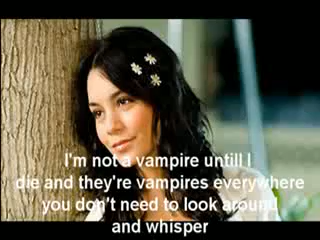 I'm not a vampire untill I
die and they're vampires everywhere
you don't need to look around
and whisper